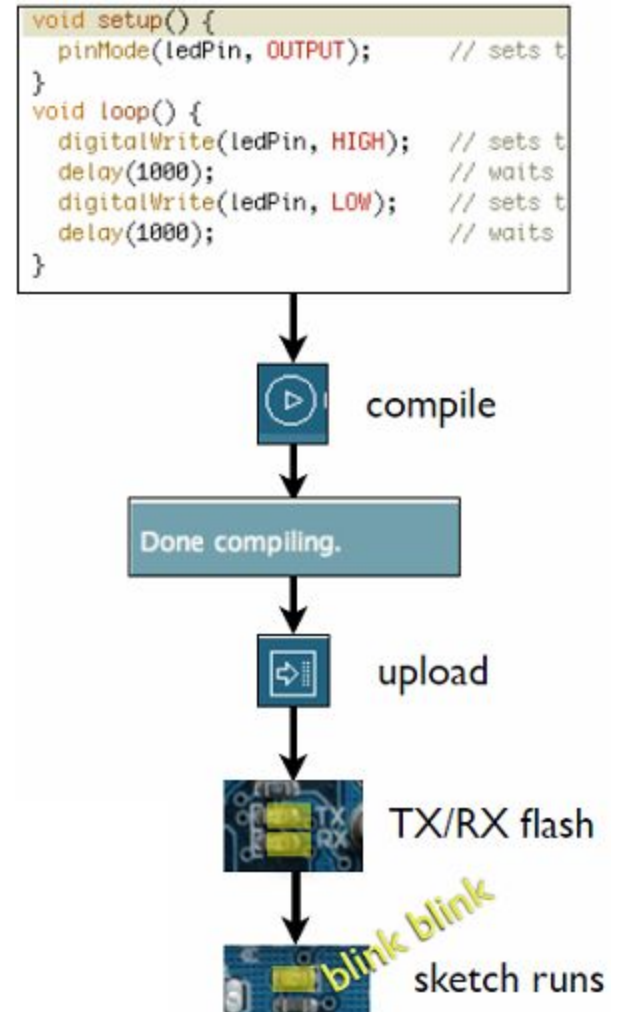 void setup() {
pinMode(ledPin, OUTPUT); // sets t
}
void loop() {
digitalWrite(ledPin, HIGH); // sets t
delay(1000); // waits
digitalWrite(ledPin, LOW); // sets t
delay(1000); // waits
}
compile
Done compiling.
upload
TX
RX
TX/RX flash
blink blink
sketch runs